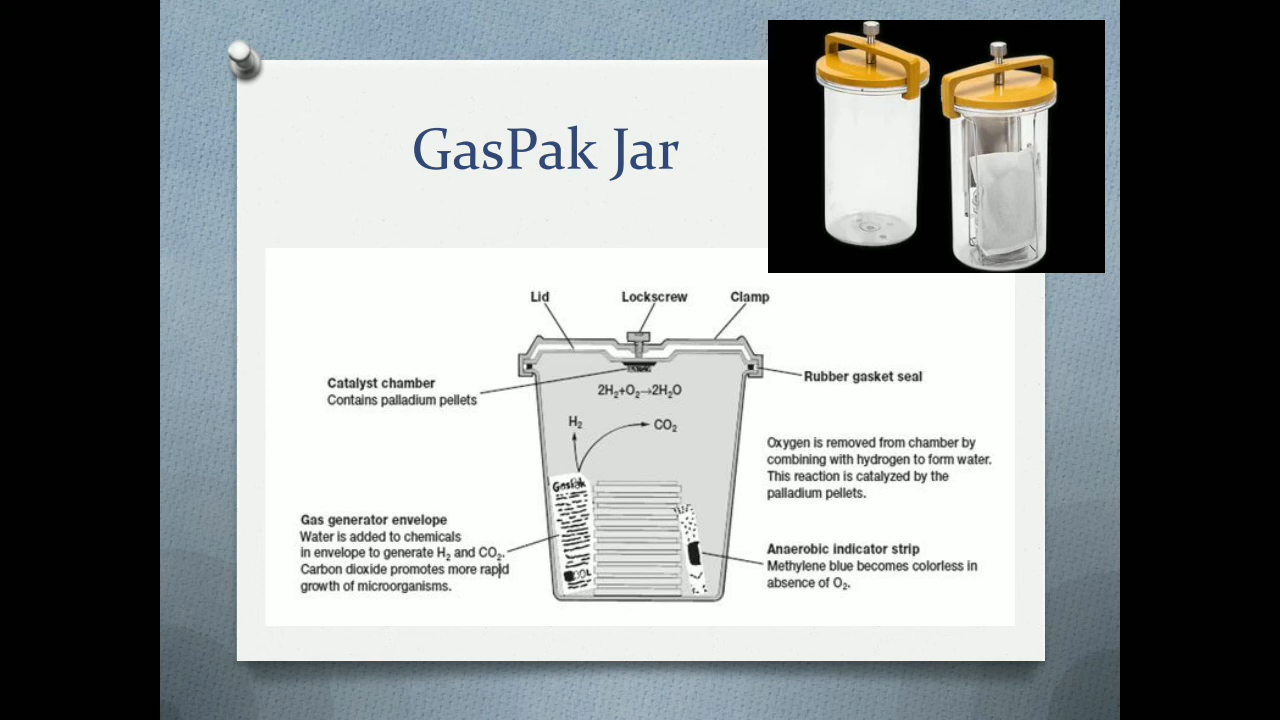 GasPak Jar
Lid
Lockscrew
Clamp
Catalyst chamber
Contains palladium pellets
Rubber gasket seal
2H₂+O₂→2H₂O
H₂
CO₂
Oxygen is removed from chamber by
combining with hydrogen to form water.
This reaction is catalyzed by the
palladium pellets.
GasPak
Gas generator envelope
Water is added to chemicals
in envelope to generate H₂ and CO₂.
Carbon dioxide promotes more rapid
growth of microorganisms.
Anaerobic indicator strip
Methylene blue becomes colorless in
absence of O₂.